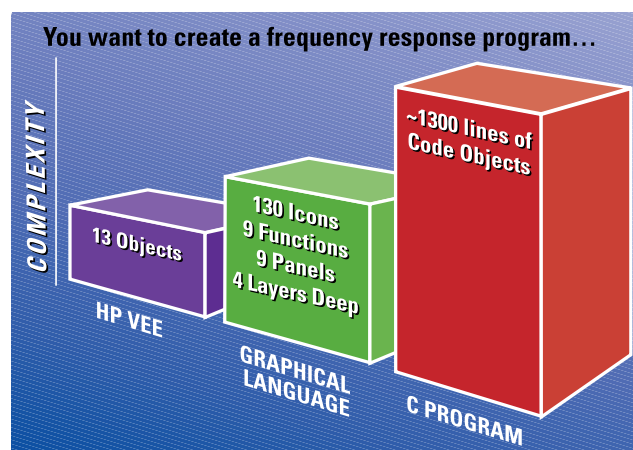 You want to create a frequency response program…
COMPLEXITY
13 Objects
HP VEE
130 Icons
9 Functions
9 Panels
4 Layers Deep
GRAPHICAL
LANGUAGE
~1300 lines of
Code Objects
C PROGRAM